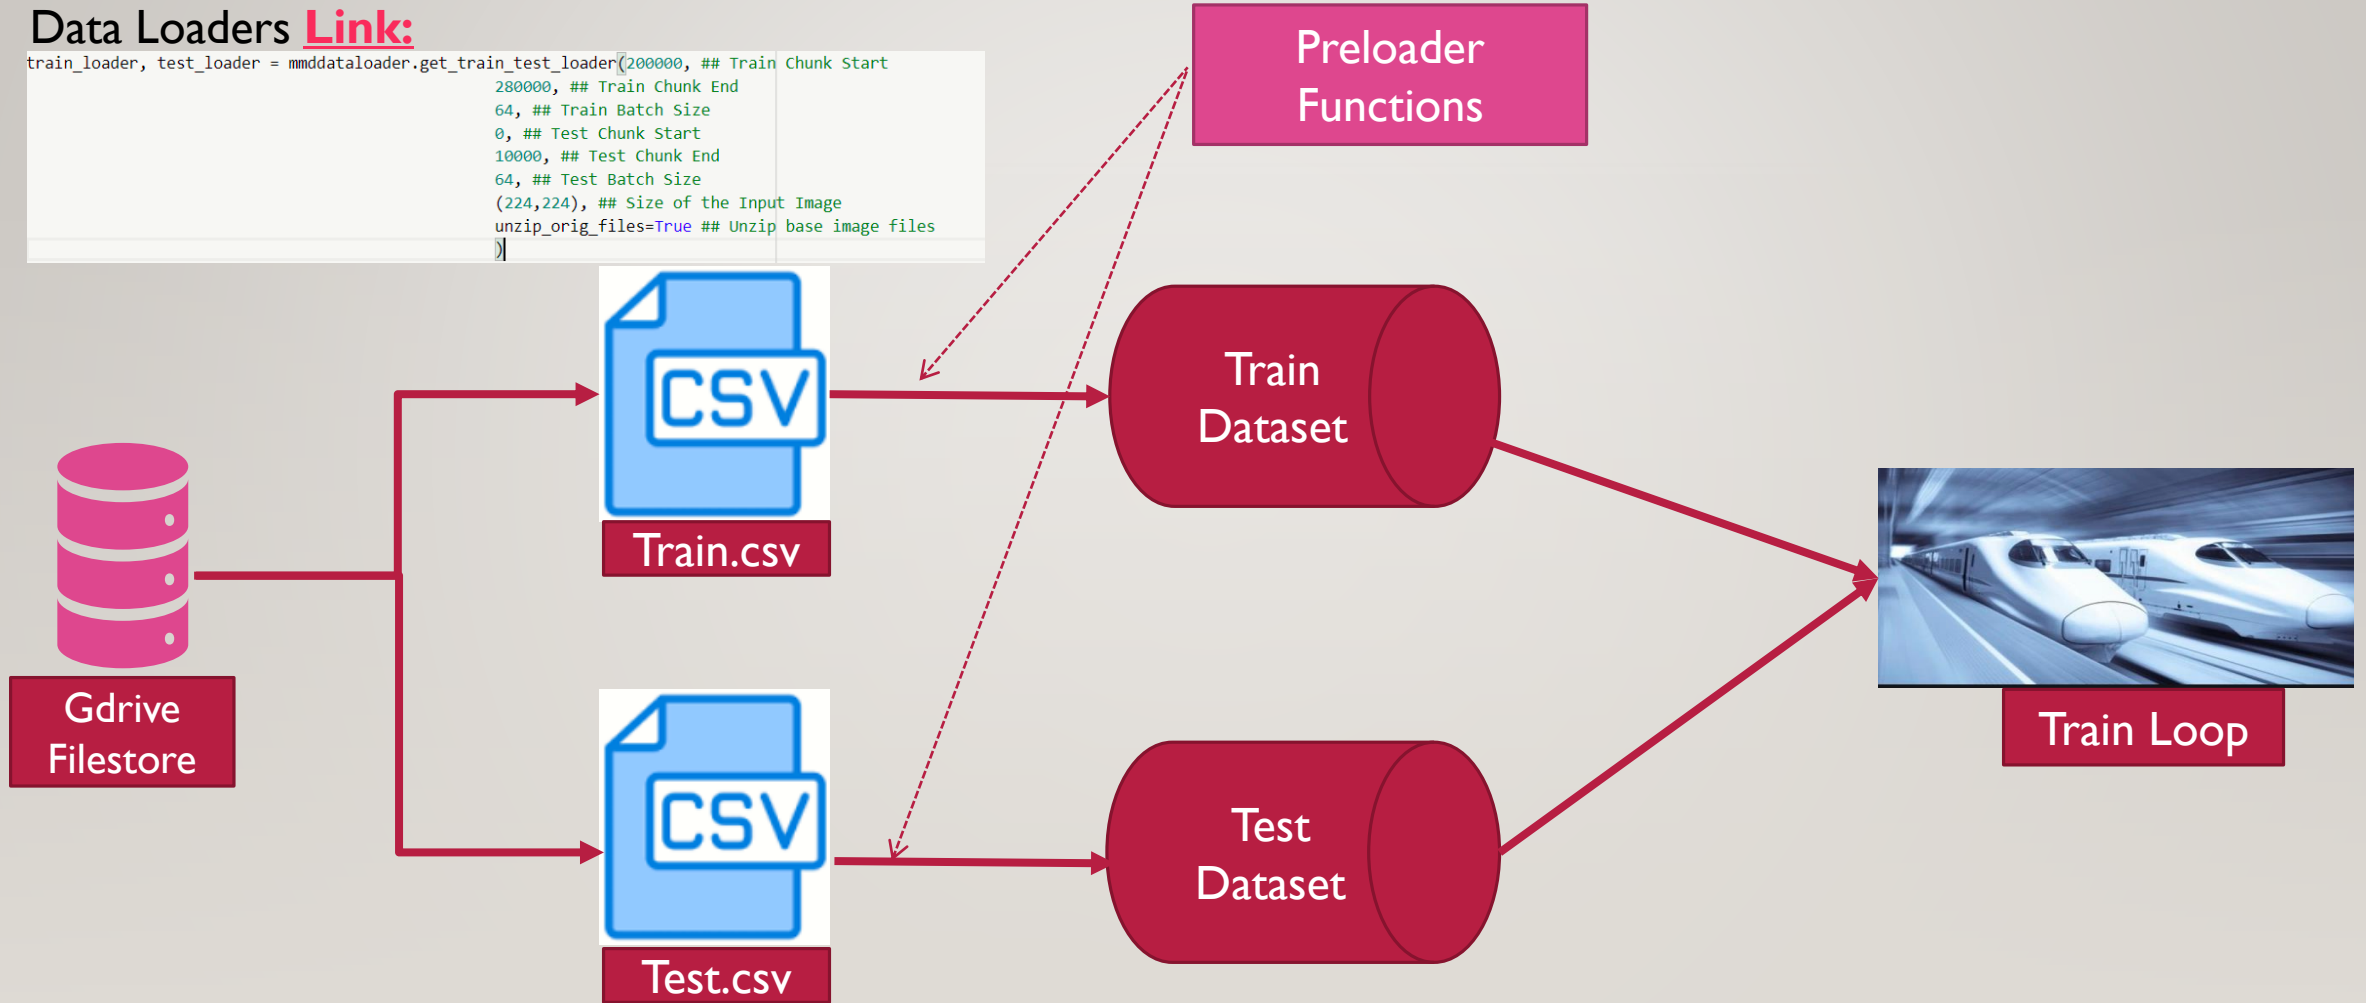 Data Loaders Link:
train_loader, test_loader = mmddataloader.get_train_test_loader(200000, ## Train Chunk Start
280000, ## Train Chunk End
64, ## Train Batch Size
0, ## Test Chunk Start
10000, ## Test Chunk End
64, ## Test Batch Size
(224,224), ## Size of the Input Image
unzip_orig_files=True ## Unzip base image files
)
Preloader
Functions
CSV
Train.csv
Train
Dataset
Gdrive
Filestore
Train Loop
CSV
Test.csv
Test
Dataset